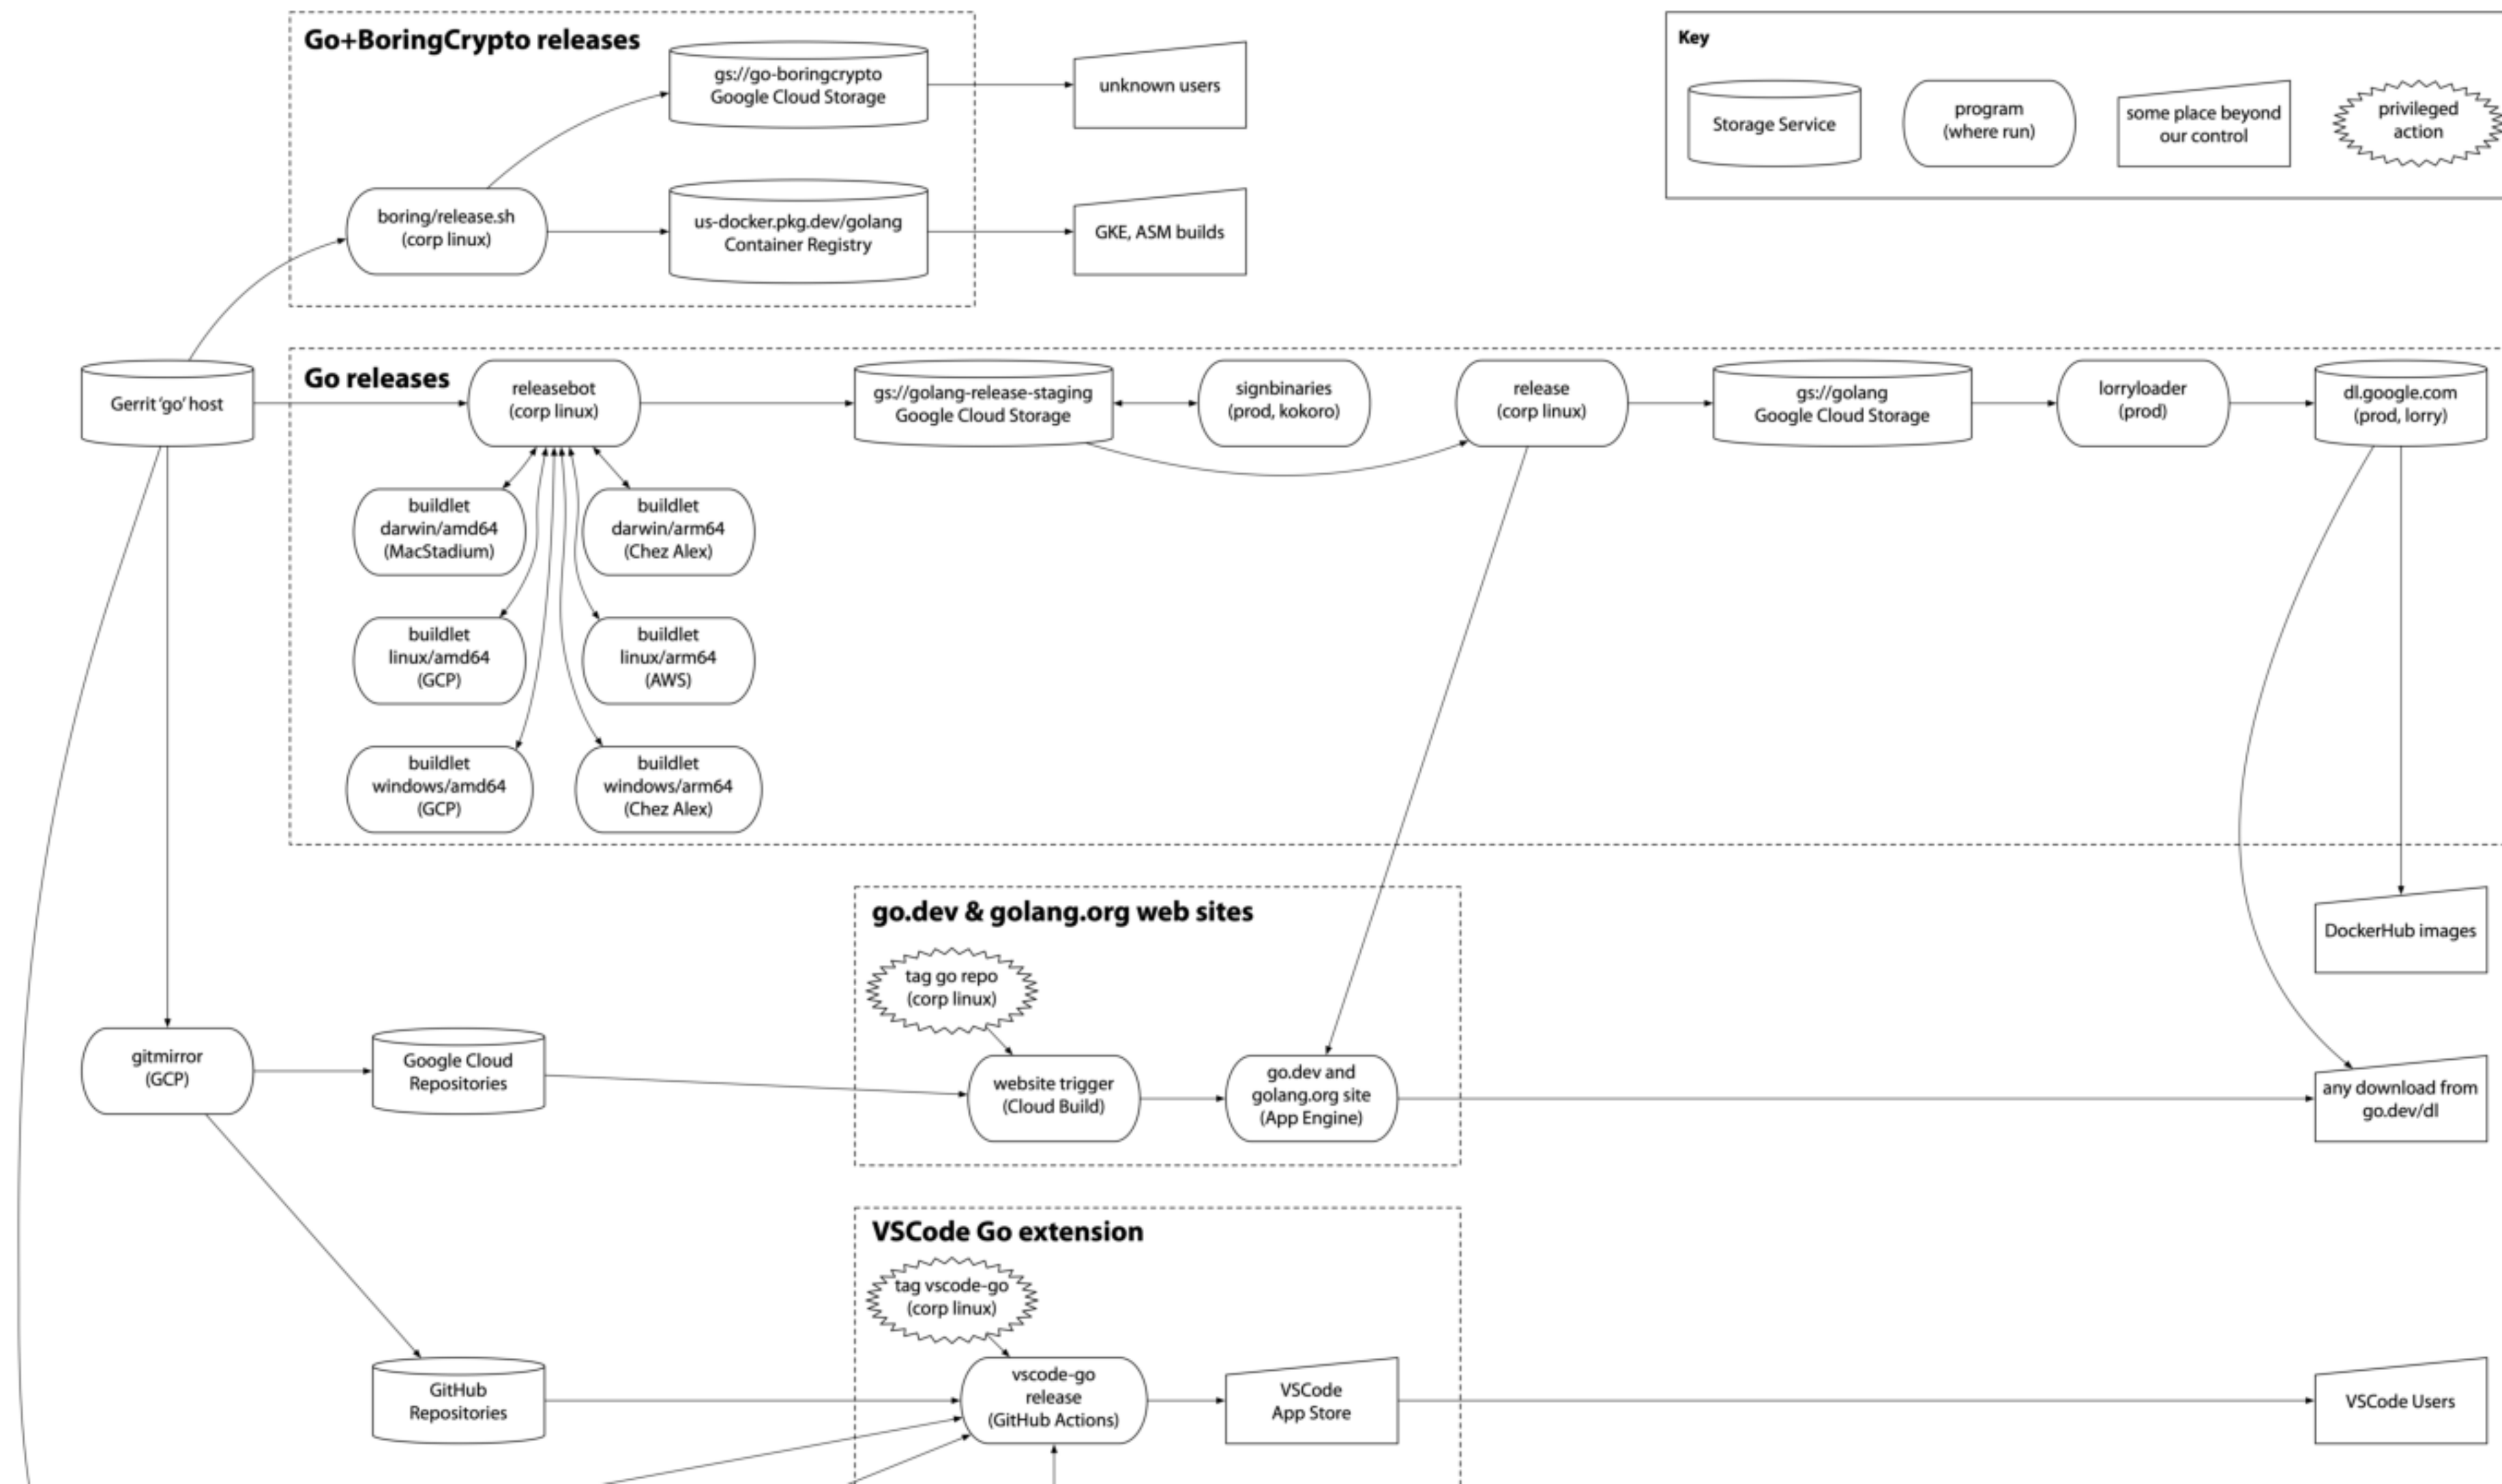 Go+BoringCrypto releases
gs://go-boringcrypto
Google Cloud Storage
unknown users
boring/release.sh
(corp linux)
us-docker.pkg.dev/golang
Container Registry
GKE, ASM builds
Key
Storage Service
program
(where run)
some place beyond
our control
privileged
action
Gerrit ‘go’ host
Go releases
releasebot
(corp linux)
gs://golang-release-staging
Google Cloud Storage
signbinaries
(prod, kokoro)
release
(corp linux)
gs://golang
Google Cloud Storage
lorryloader
(prod)
dl.google.com
(prod, lorry)
buildlet
darwin/amd64
(MacStadium)
buildlet
darwin/arm64
(Chez Alex)
buildlet
linux/amd64
(GCP)
buildlet
linux/arm64
(AWS)
buildlet
windows/amd64
(GCP)
buildlet
windows/arm64
(Chez Alex)
go.dev & golang.org web sites
tag go repo
(corp linux)
DockerHub images
gitmirror
(GCP)
Google Cloud
Repositories
website trigger
(Cloud Build)
go.dev and
golang.org site
(App Engine)
any download from
go.dev/dl
VSCode Go extension
tag vscode-go
(corp linux)
GitHub
Repositories
vscode-go
release
(GitHub Actions)
VSCode
App Store
VSCode Users